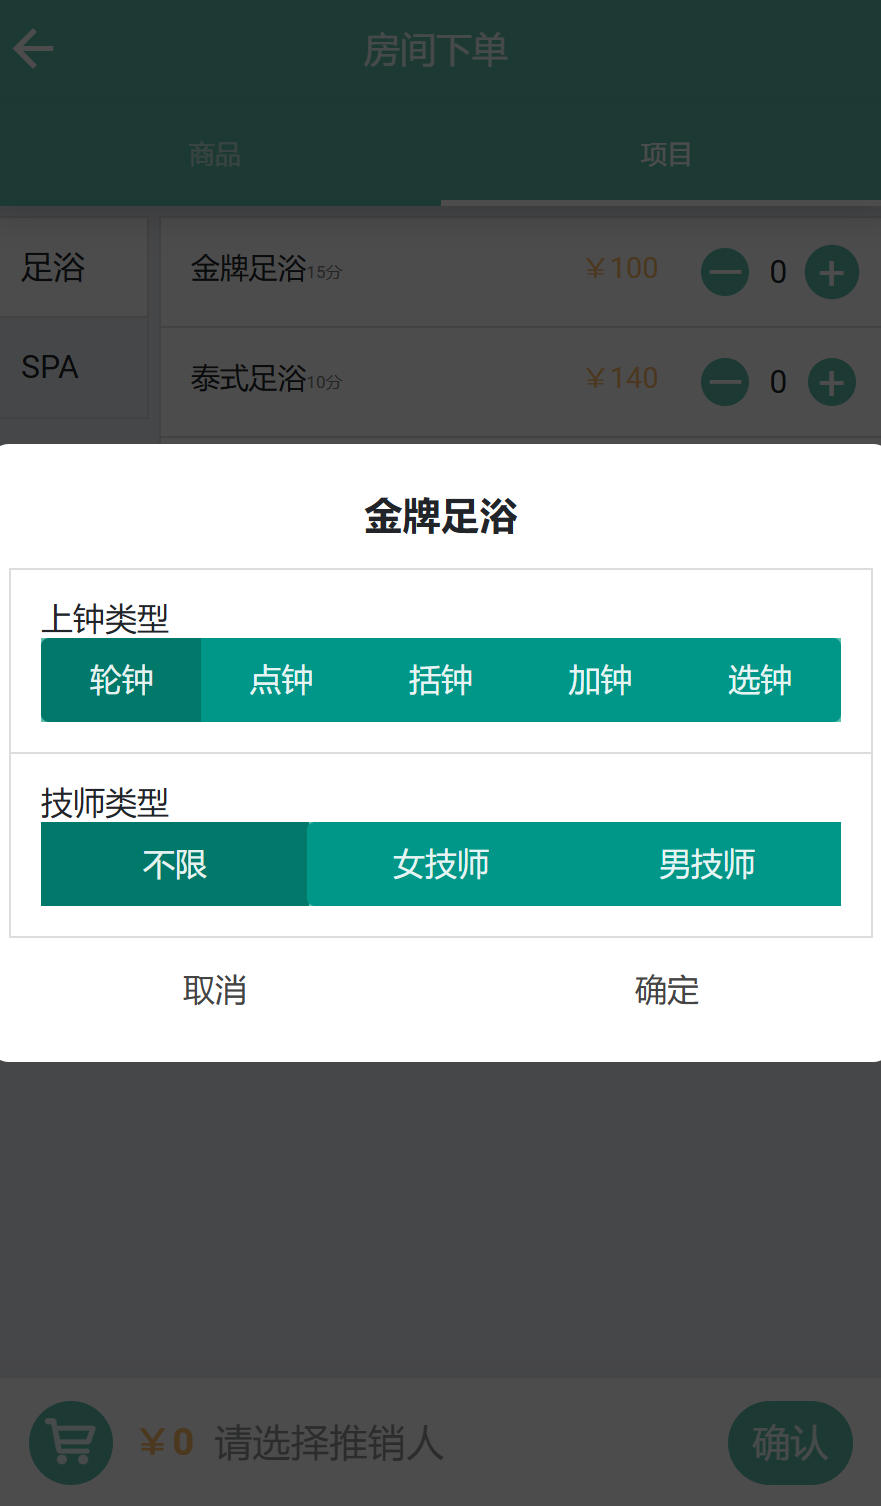 房间下单
商品 项目
足浴
SPA
金牌足浴15分 ￥100 0
泰式足浴10分 ￥140 0
金牌足浴
上钟类型
轮钟 点钟 括钟 加钟 选钟
技师类型
不限 女技师 男技师
取消 确定
￥0 请选择推销人 确认